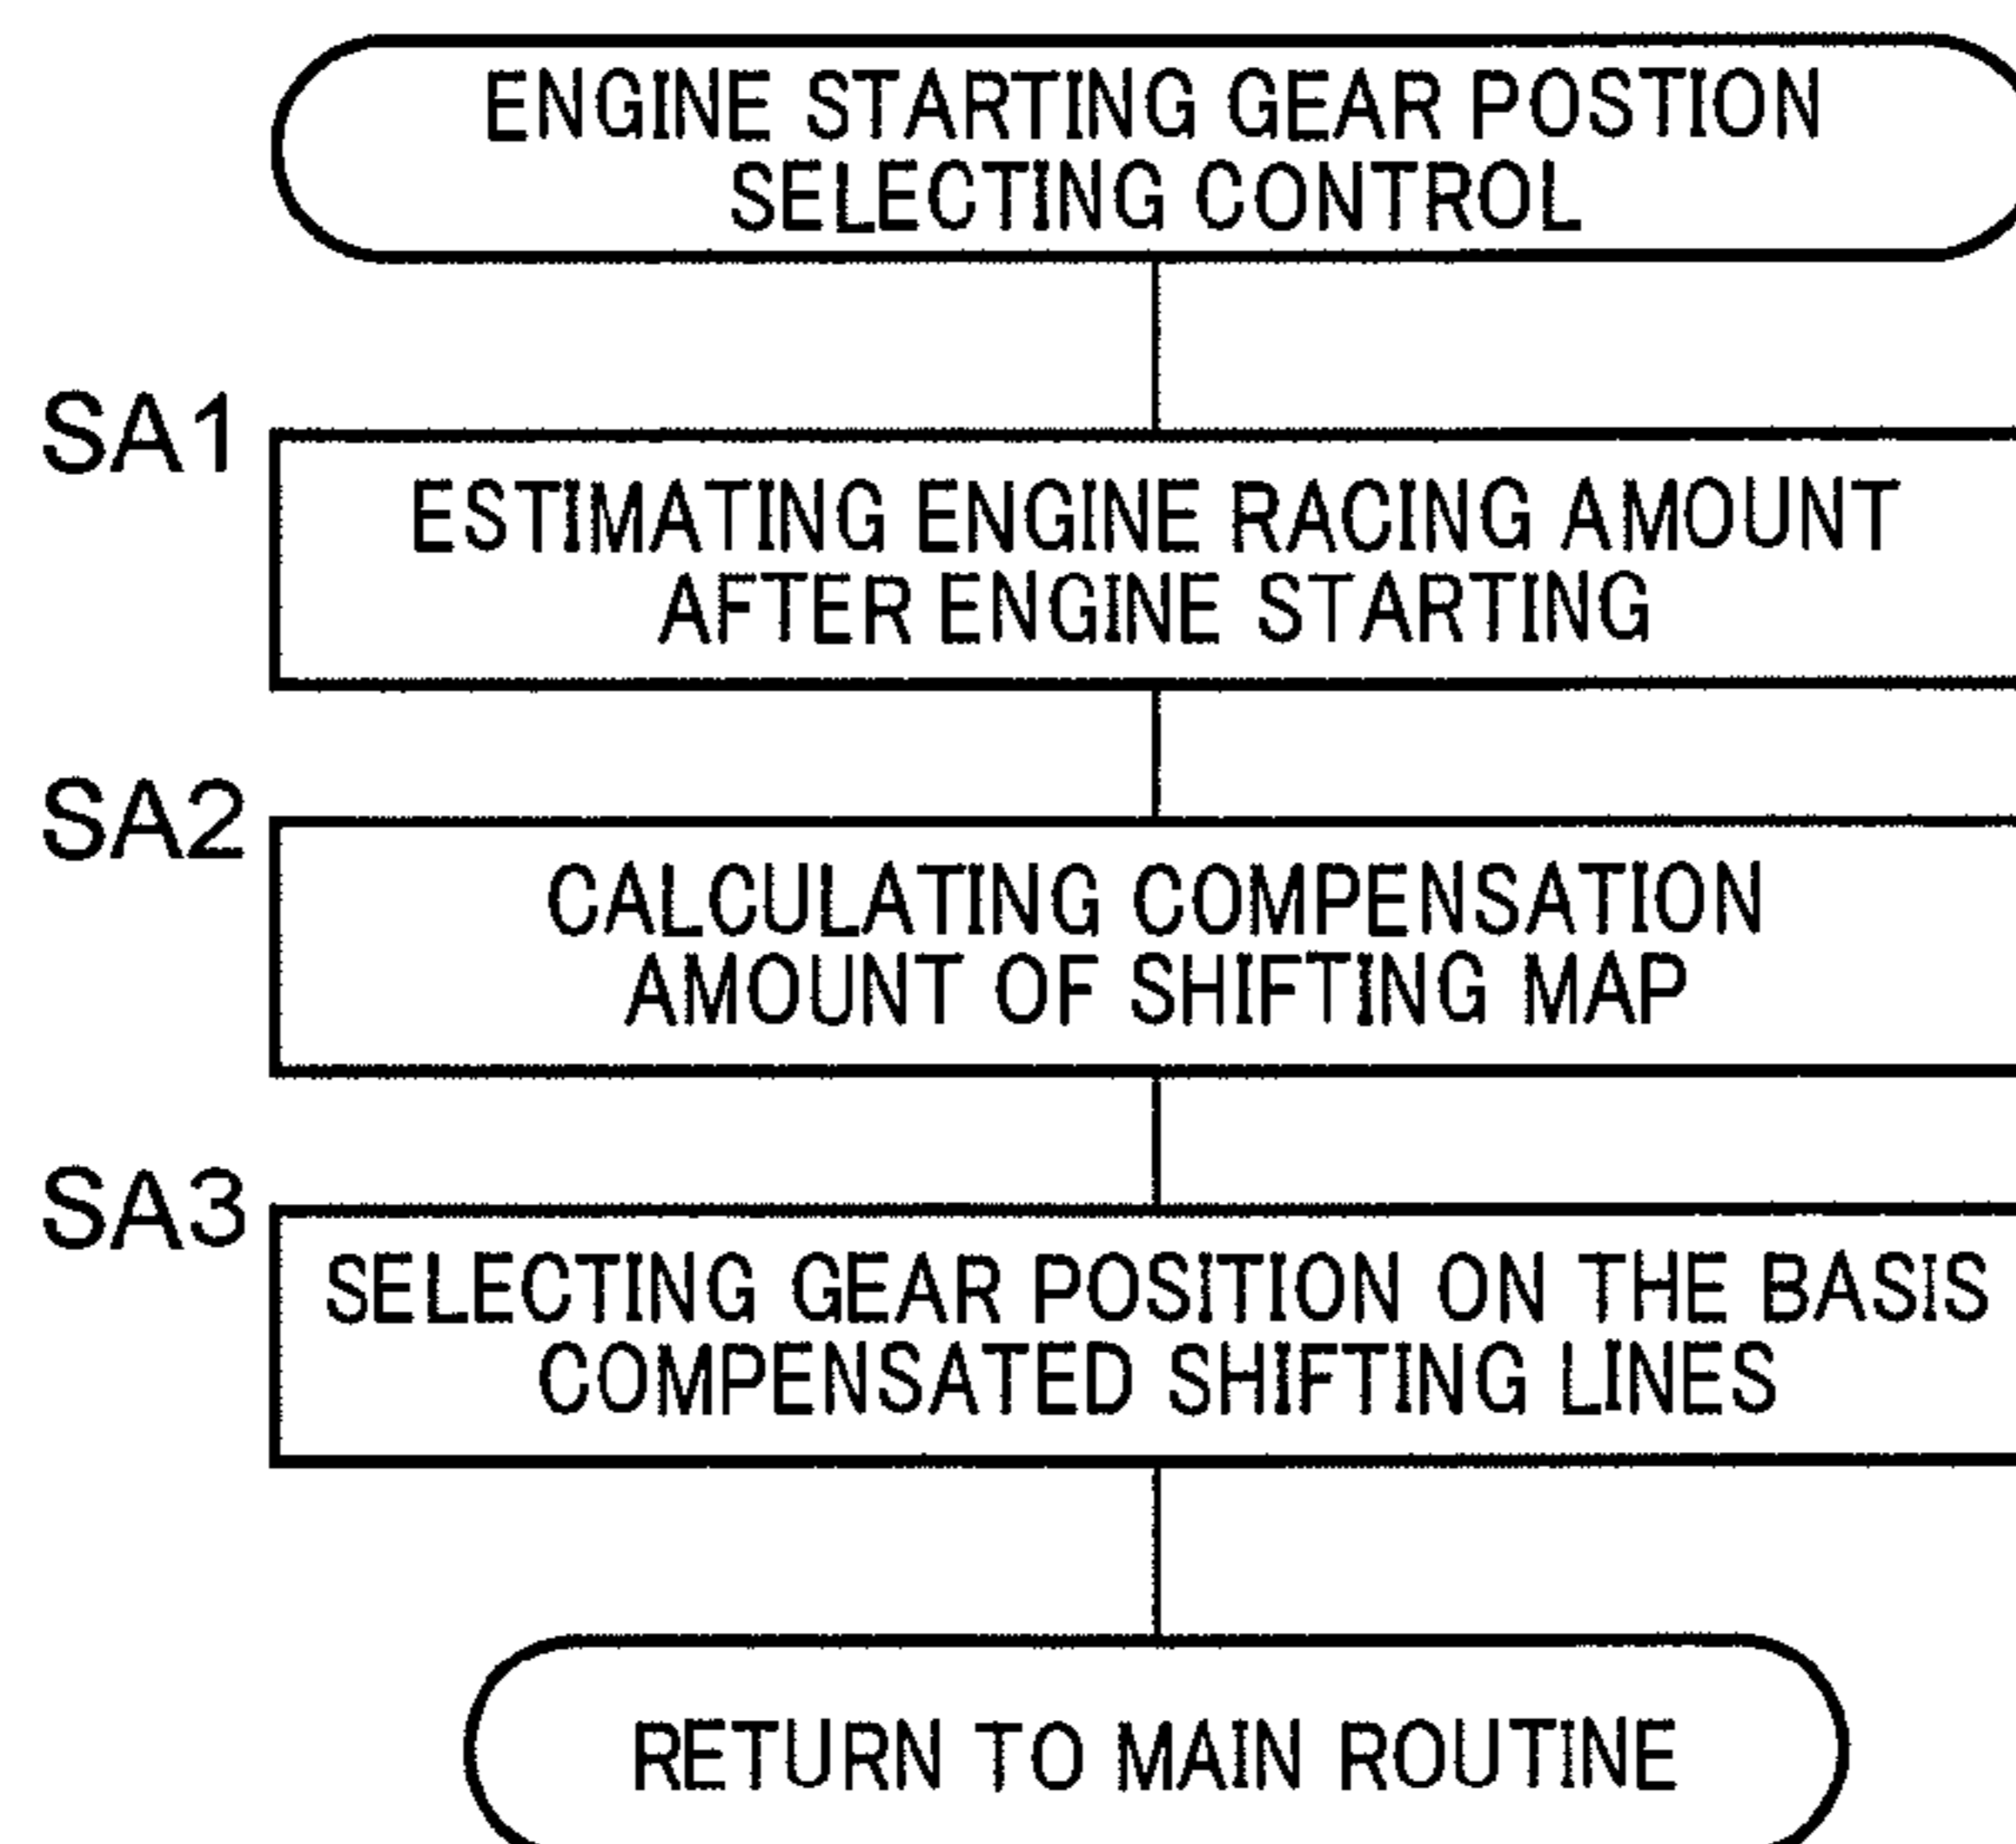 ENGINE STARTING GEAR POSTION
SELECTING CONTROL
SA1
ESTIMATING ENGINE RACING AMOUNT
AFTER ENGINE STARTING
SA2
CALCULATING COMPENSATION
AMOUNT OF SHIFTING MAP
SA3
SELECTING GEAR POSITION ON THE BASIS
COMPENSATED SHIFTING LINES
RETURN TO MAIN ROUTINE